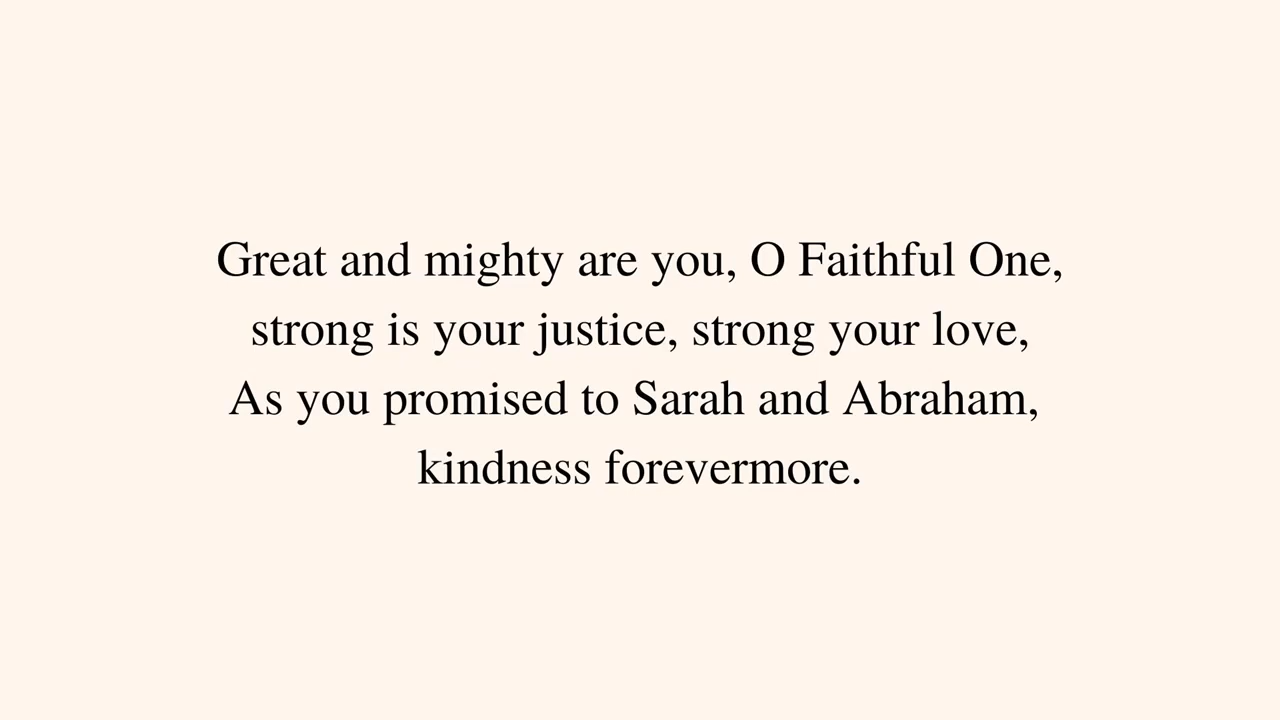 Great and mighty are you, O Faithful One,
strong is your justice, strong your love,
As you promised to Sarah and Abraham,
kindness forevermore.